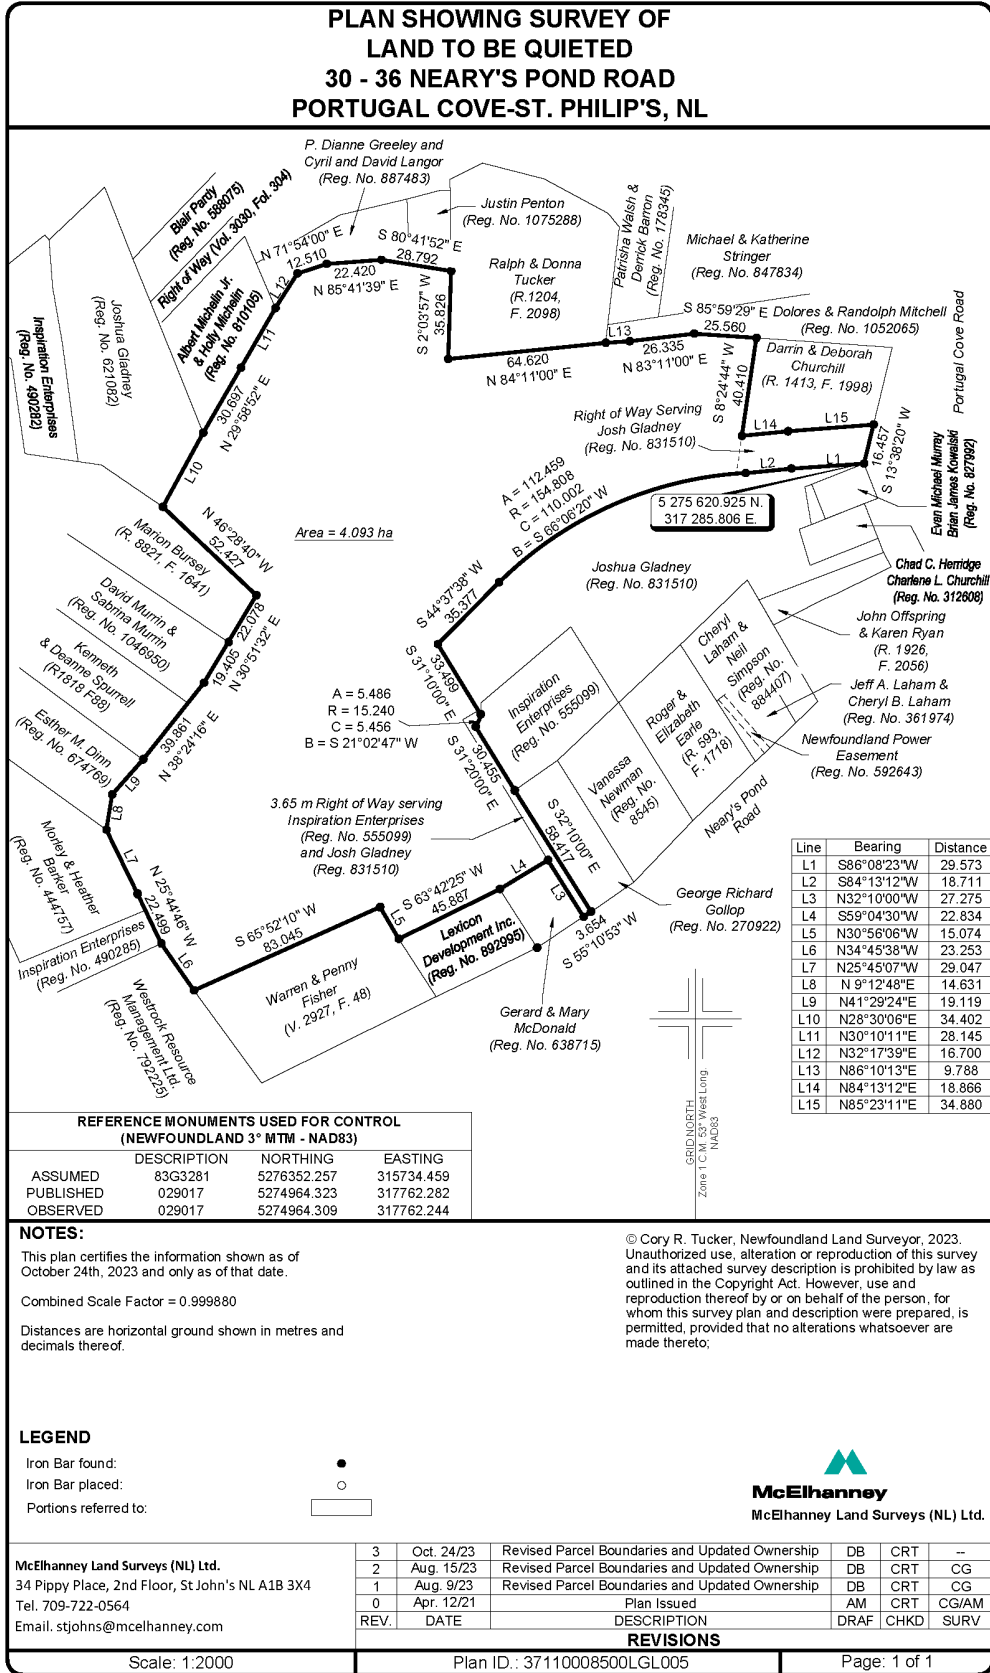 PLAN SHOWING SURVEY OF
LAND TO BE QUIETED
30 - 36 NEARY'S POND ROAD
PORTUGAL COVE-ST. PHILIP'S, NL
P. Dianne Greeley and
Cyril and David Langor
(Reg. No. 887483)
Blair Pardy
(Reg. No. 588075)
Right of Way (Vol. 3030, Fol. 304)
Albert Michelin Jr.
& Holly Michelin
(Reg. No. 810105)
Justin Penton
(Reg. No. 1075288)
Ralph & Donna
Tucker
(R.1204,
F. 2098)
Patrisha Walsh &
Derrick Barron
(Reg. No. 178345)
Michael & Katherine
Stringer
(Reg. No. 847834)
Dolores & Randolph Mitchell
(Reg. No. 1052065)
Darrin & Deborah
Churchill
(R. 1413, F. 1998)
Portugal Cove Road
Inspiration Enterprises
(Reg. No. 490282)
Joshua Gladney
(Reg. No. 621082)
N 71°54'00" E
12.510
22.420
N 85°41'39" E
S 80°41'52" E
28.792
S 2°03'57" W
35.826
64.620
N 84°11'00" E
L13
26.335
N 83°11'00" E
S 85°59'29" E
25.560
S 8°24'44" W
40.410
L14
L15
16.457
S 13°38'20" W
L1
L2
L12
L11
30.697
N 29°58'52" E
L10
Right of Way Serving
Josh Gladney
(Reg. No. 831510)
5 275 620.925 N.
317 285.806 E.
Evan Michael Murray
Brian James Kowalski
(Reg. No. 827992)
Chad C. Herridge
Charlene L. Churchill
(Reg. No. 312608)
A = 112.459
R = 154.808
C = 110.002
B = S 66°06'20" W
Area = 4.093 ha
N 46°28'40" W
52.427
Marion Bursey
(R. 8821, F. 1641)
David Murrin &
Sabrina Murrin
(Reg. No. 1046950)
Kenneth
& Deanne Spurrell
(R1818 F88)
Esther M. Dinn
(Reg. No. 674769)
22.078
19.405
N 30°51'32" E
39.861
N 38°24'16" E
L9
L8
L7
Joshua Gladney
(Reg. No. 831510)
S 44°37'38" W
35.377
33.499
S 31°10'00" E
A = 5.486
R = 15.240
C = 5.456
B = S 21°02'47" W
30.455
S 31°20'00" E
Inspiration
Enterprises
(Reg. No. 555099)
Cheryl
Laham &
Neil
Simpson
(Reg. No.
884407)
Roger &
Elizabeth
Earle
(R. 593,
F. 1718)
Vanessa
Newman
(Reg. No.
8545)
John Offspring
& Karen Ryan
(R. 1926,
F. 2056)
Jeff A. Laham &
Cheryl B. Laham
(Reg. No. 361974)
Newfoundland Power
Easement
(Reg. No. 592643)
Neary's Pond
Road
3.65 m Right of Way serving
Inspiration Enterprises
(Reg. No. 555099)
and Josh Gladney
(Reg. No. 831510)
S 32°10'00" E
58.417
L4
L3
S 63°42'25" W
45.887
L5
S 65°52'10" W
83.045
Lexicon
Development Inc.
(Reg. No. 892995)
3.654
S 55°10'53" W
George Richard
Gollop
(Reg. No. 270922)
Morley & Heather
Barker
(Reg. No. 444757)
N 25°44'46" W
22.499
L6
Inspiration Enterprises
(Reg. No. 490285)
Westrock Resource
Management Ltd.
(Reg. No. 792225)
Warren & Penny
Fisher
(V. 2927, F. 48)
Gerard & Mary
McDonald
(Reg. No. 638715)
GRID NORTH
Zone 1 C.M. 53° West Long.
NAD83
Line Bearing Distance
L1 S86°08'23"W 29.573
L2 S84°13'12"W 18.711
L3 N32°10'00"W 27.275
L4 S59°04'30"W 22.834
L5 N30°56'06"W 15.074
L6 N34°45'38"W 23.253
L7 N25°45'07"W 29.047
L8 N 9°12'48"E 14.631
L9 N41°29'24"E 19.119
L10 N28°30'06"E 34.402
L11 N30°10'11"E 28.145
L12 N32°17'39"E 16.700
L13 N86°10'13"E 9.788
L14 N84°13'12"E 18.866
L15 N85°23'11"E 34.880
REFERENCE MONUMENTS USED FOR CONTROL
(NEWFOUNDLAND 3° MTM - NAD83)
DESCRIPTION NORTHING EASTING
ASSUMED 83G3281 5276352.257 315734.459
PUBLISHED 029017 5274964.323 317762.282
OBSERVED 029017 5274964.309 317762.244
NOTES:
This plan certifies the information shown as of
October 24th, 2023 and only as of that date.
Combined Scale Factor = 0.999880
Distances are horizontal ground shown in metres and
decimals thereof.
© Cory R. Tucker, Newfoundland Land Surveyor, 2023.
Unauthorized use, alteration or reproduction of this survey
and its attached survey description is prohibited by law as
outlined in the Copyright Act. However, use and
reproduction thereof by or on behalf of the person, for
whom this survey plan and description were prepared, is
permitted, provided that no alterations whatsoever are
made thereto;
LEGEND
Iron Bar found:
Iron Bar placed:
Portions referred to:
McElhanney
McElhanney Land Surveys (NL) Ltd.
McElhanney Land Surveys (NL) Ltd.
34 Pippy Place, 2nd Floor, St John's NL A1B 3X4
Tel. 709-722-0564
Email. stjohns@mcelhanney.com
3 Oct. 24/23 Revised Parcel Boundaries and Updated Ownership DB CRT --
2 Aug. 15/23 Revised Parcel Boundaries and Updated Ownership DB CRT CG
1 Aug. 9/23 Revised Parcel Boundaries and Updated Ownership DB CRT CG
0 Apr. 12/21 Plan Issued AM CRT CG/AM
REV. DATE DESCRIPTION DRAF CHKD SURV
REVISIONS
Scale: 1:2000
Plan ID.: 37110008500LGL005
Page: 1 of 1